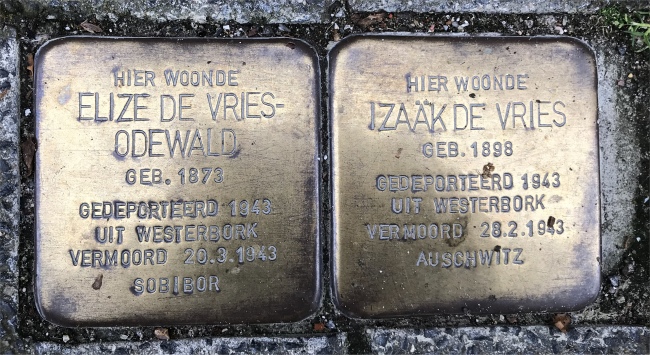 HIER WOONDE
ELIZE DE VRIES-
ODEWALD
GEB. 1873
GEDEPORTEERD 1943
UIT WESTERBORK
VERMOORD 20.3.1943
SOBIBOR
HIER WOONDE
IZAÄK DE VRIES
GEB. 1898
GEDEPORTEERD 1943
UIT WESTERBORK
VERMOORD 28.2.1943
AUSCHWITZ